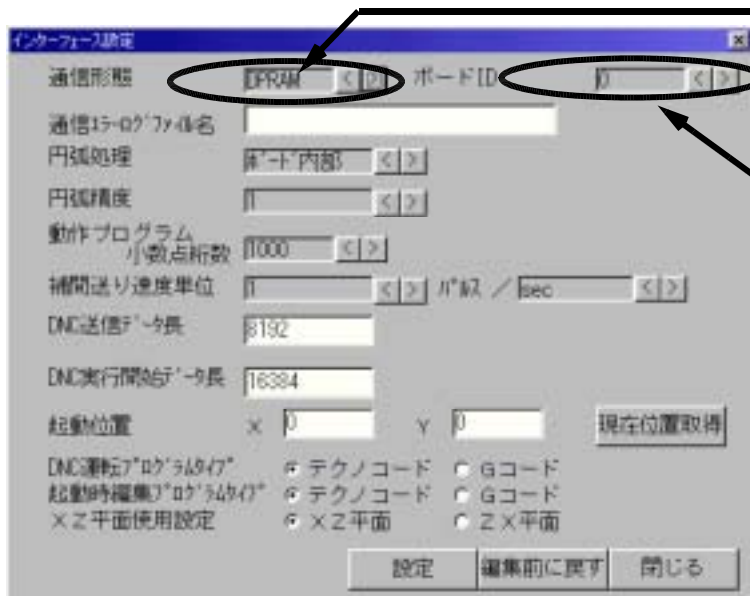 インターフェース設定
通信形態 DPRAM < > ボードID 0 < >
通信エラーログファイル名
円弧処理 ボード内部 < >
円弧精度 1 < >
動作プログラム
小数点桁数 1000 < >
補間送り速度単位 1 < > パルス / sec < >
DNC送信データ長 8192
DNC実行開始データ長 16384
起動位置 X 0 Y 0 現在位置取得
DNC運転プログラムタイプ テクノコード Gコード
起動時編集プログラムタイプ テクノコード Gコード
XZ平面使用設定 XZ平面 ZX平面
設定 編集前に戻す 閉じる